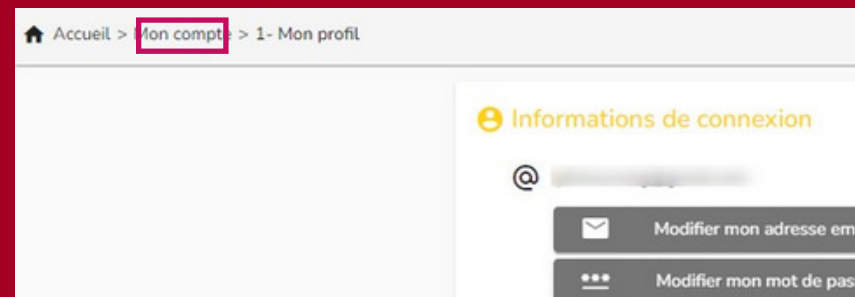 Accueil > Mon compte > 1- Mon profil
Informations de connexion
@
Modifier mon adresse em
Modifier mon mot de pas